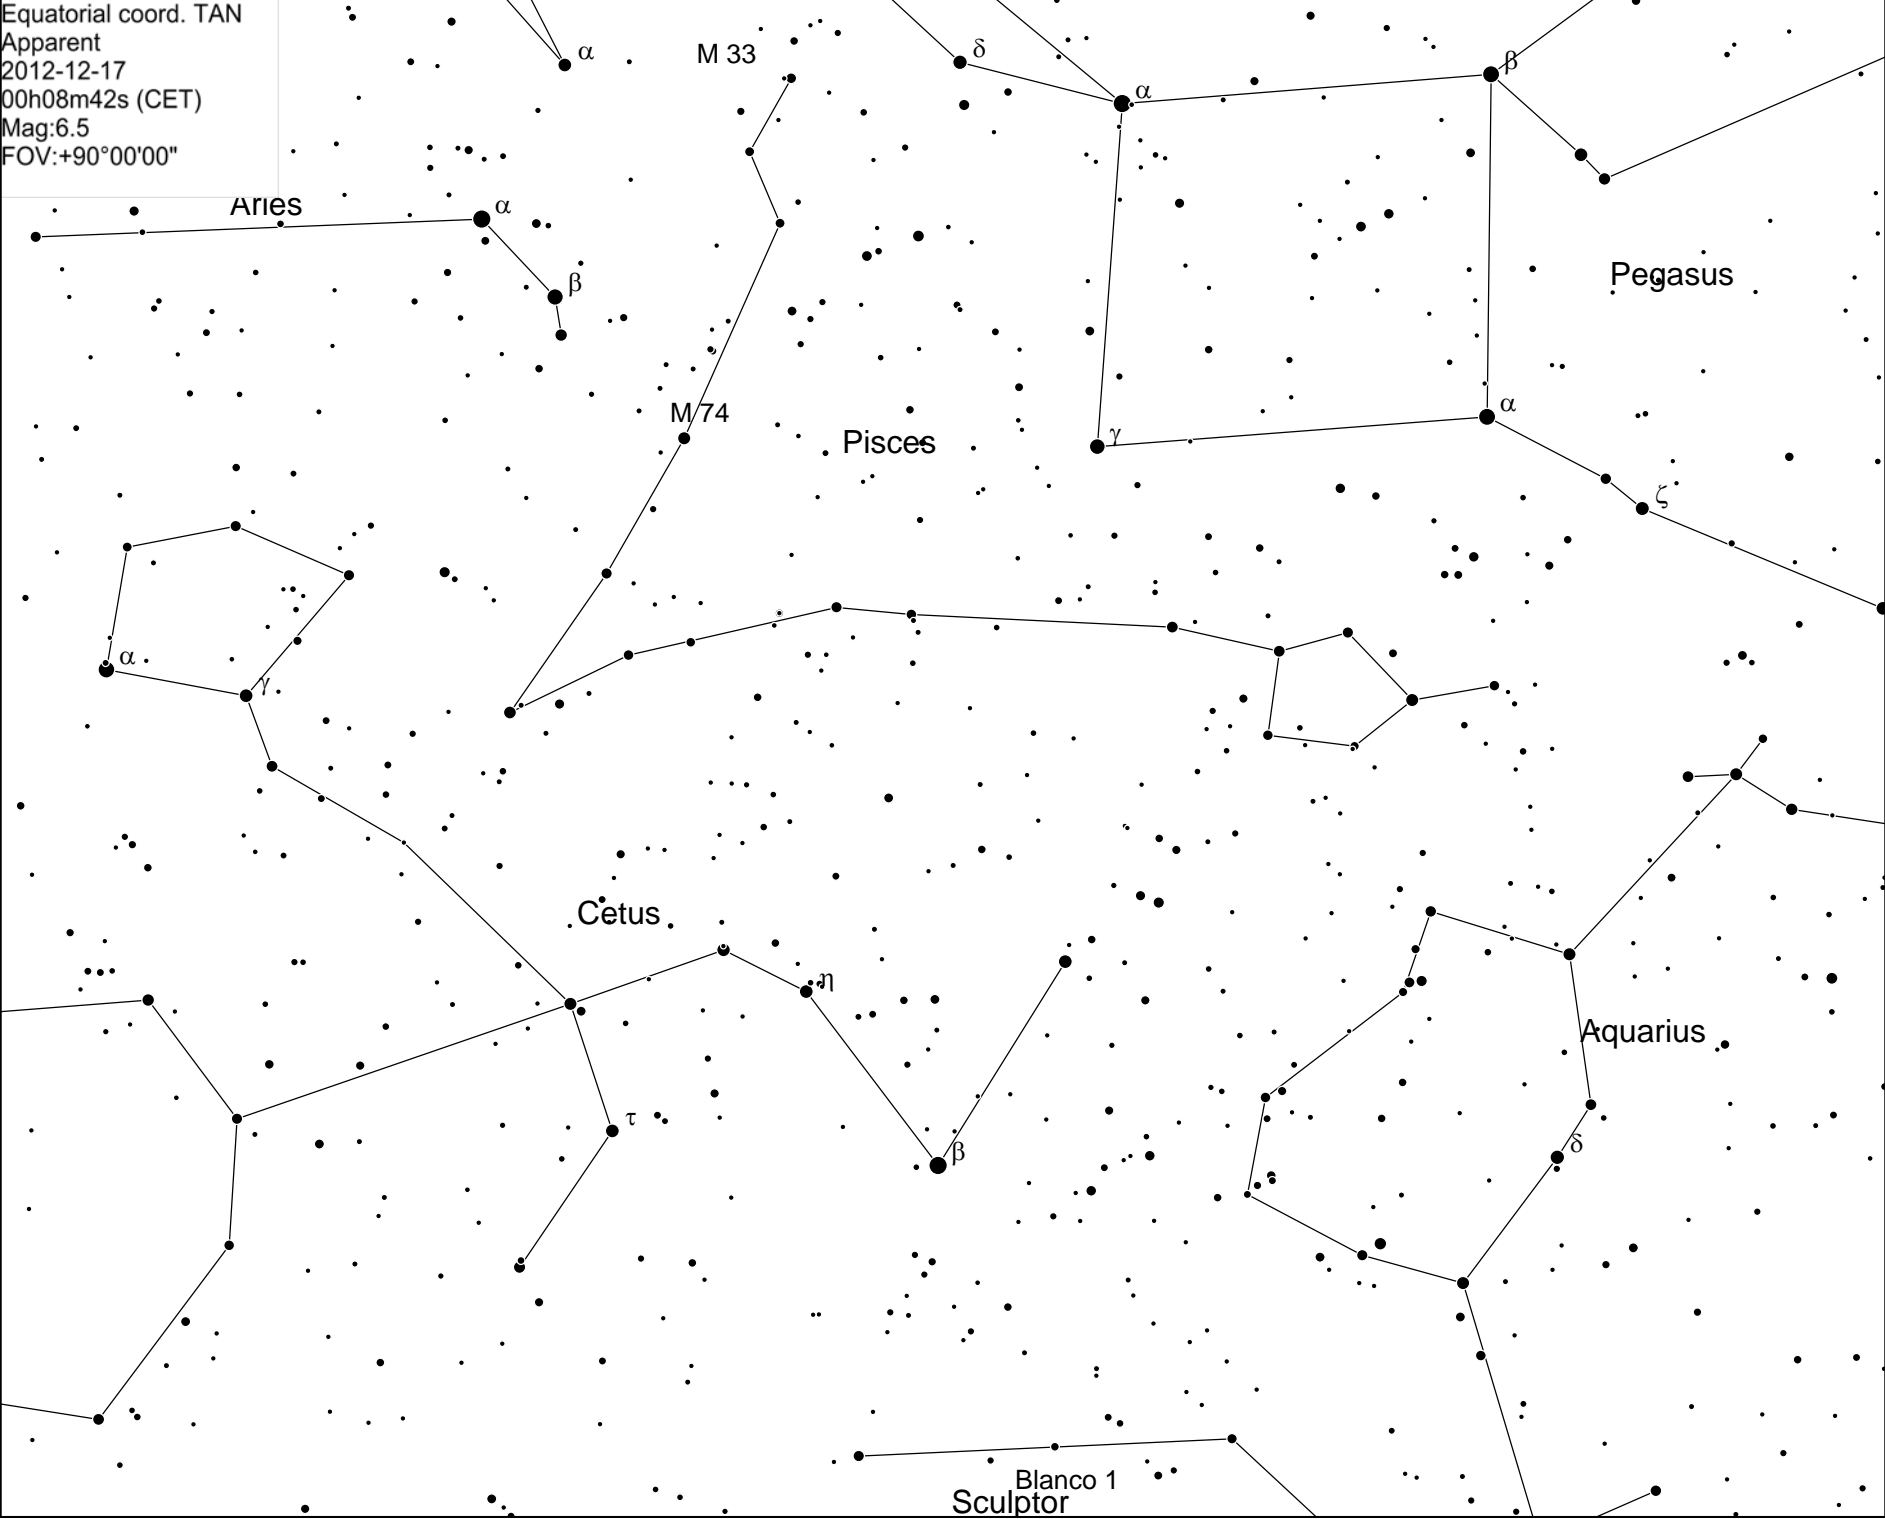 Equatorial coord. TAN
Apparent
2012-12-17
00h08m42s (CET)
Mag:6.5
FOV:+90°00'00"
α
M 33
δ
α
β
Aries
α
β
Pegasus
M 74
Pisces
γ
α
ζ
α
γ
Cetus
η
Aquarius
τ
β
δ
Blanco 1
Sculptor